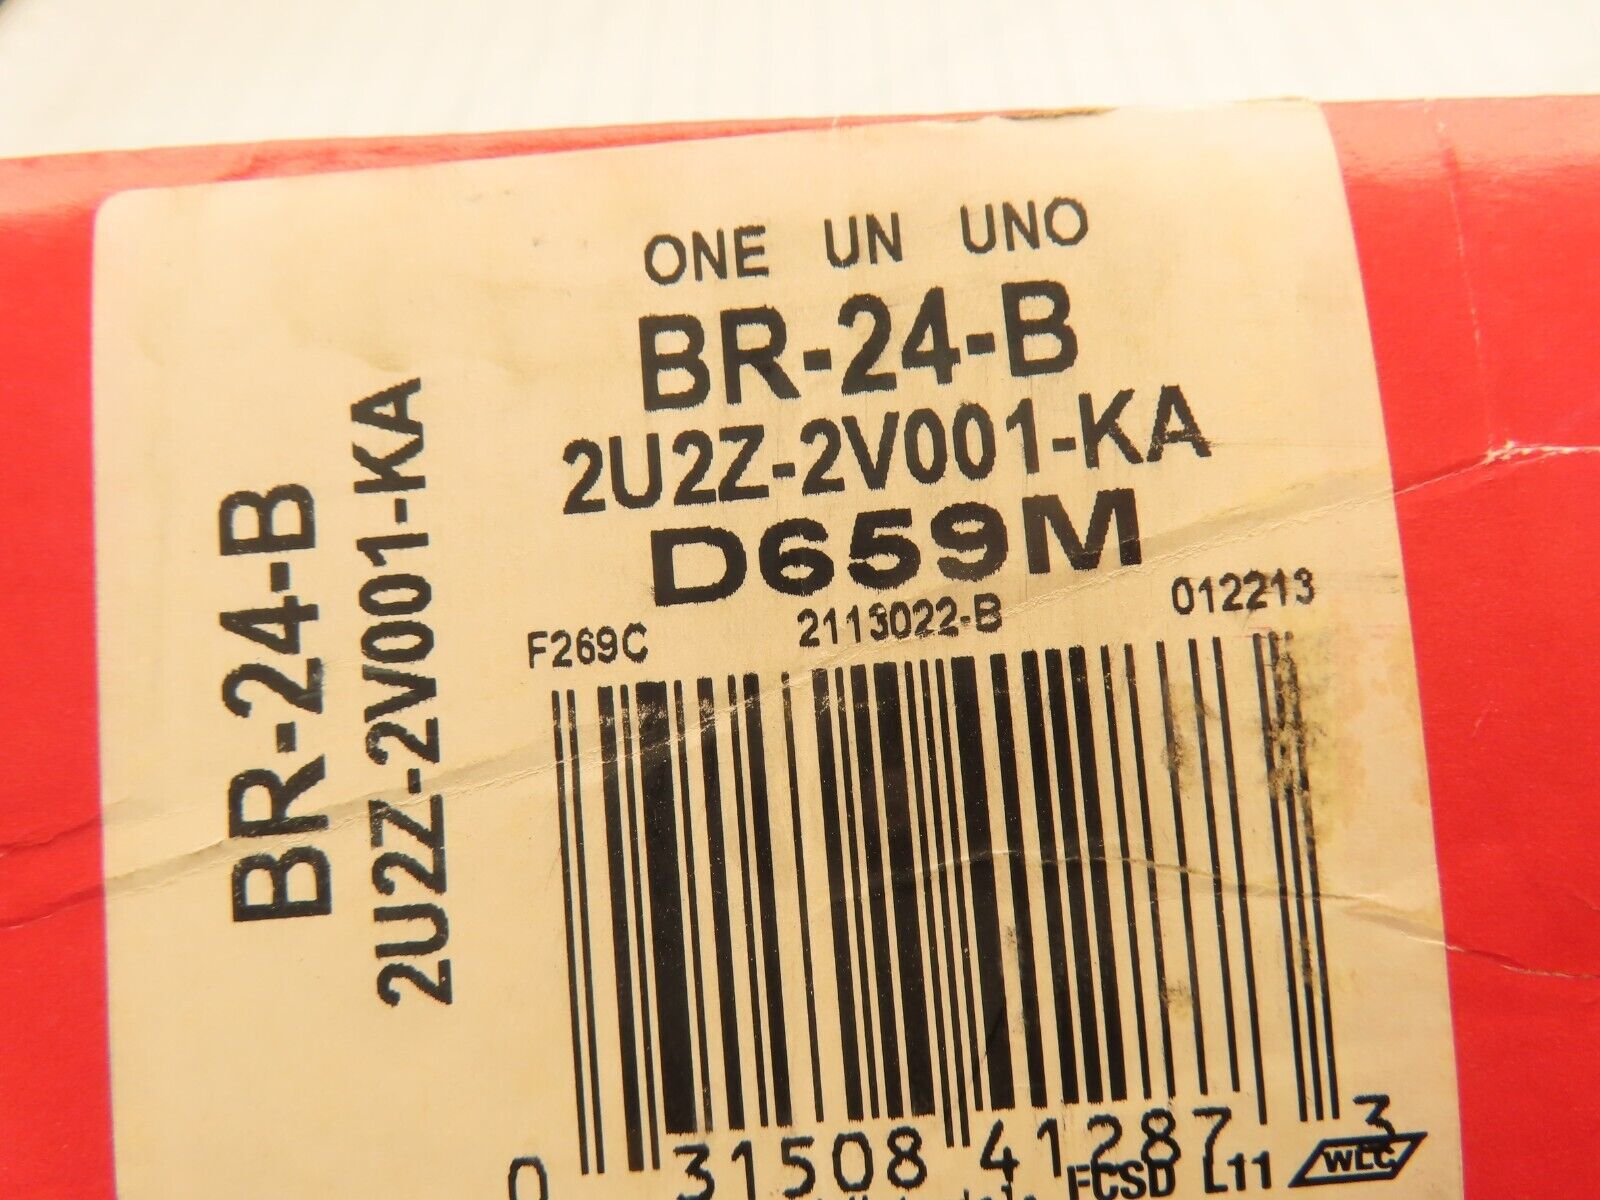 ONE UN UNO
BR-24-B
2U2Z-2V001-KA
D659M
F269C 2113022-B 012213
0 31508 41287 3
FCSD L11 WLC
BR-24-B
2U2Z-2V001-KA